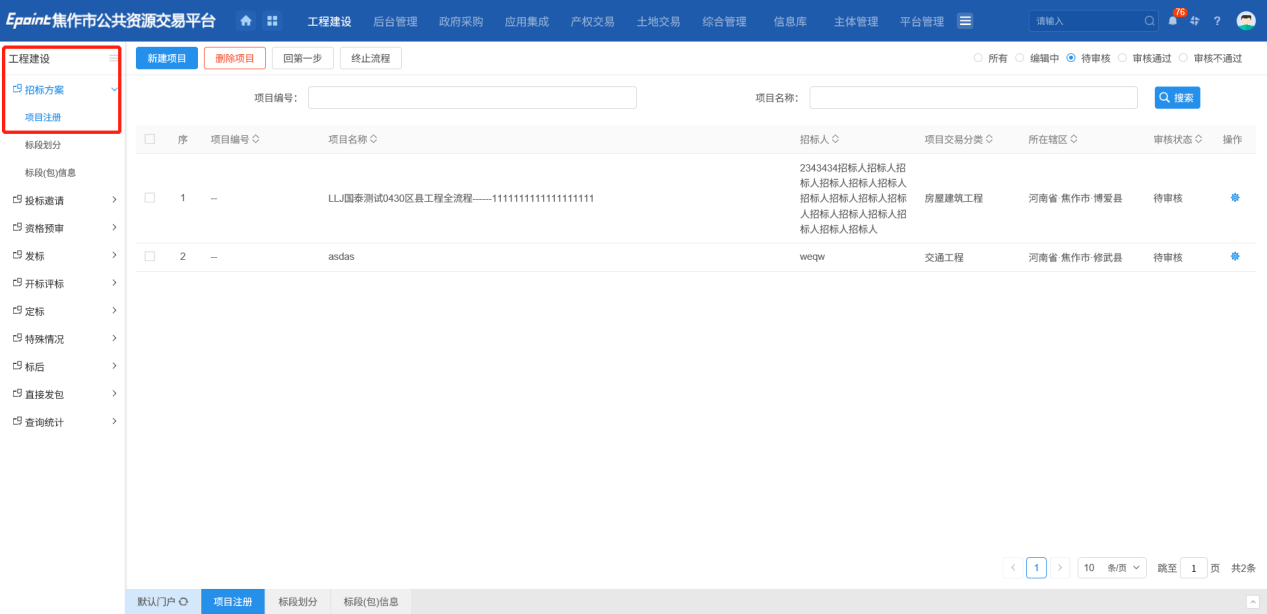 Epoint焦作市公共资源交易平台 工程建设 后台管理 政府采购 应用集成 产权交易 土地交易 综合管理 信息库 主体管理 平台管理 请输入 76 ?
工程建设
招标方案
项目注册
标段划分
标段(包)信息
投标邀请
资格预审
发标
开标评标
定标
特殊情况
标后
直接发包
查询统计
新建项目 删除项目 回第一步 终止流程 所有 编辑中 待审核 审核通过 审核不通过
项目编号: 项目名称: 搜索
序 项目编号 项目名称 招标人 项目交易分类 所在辖区 审核状态 操作
1 -- LLJ国泰测试0430区县工程全流程------1111111111111111111 2343434招标人招标人招
标人招标人招标人招标人
招标人招标人招标人招标
人招标人招标人招标人招
标人招标人招标人 房屋建筑工程 河南省·焦作市·博爱县 待审核
2 -- asdas weqw 交通工程 河南省·焦作市·修武县 待审核
1 10 条/页 跳至 1 页 共2条
默认门户 项目注册 标段划分 标段(包)信息